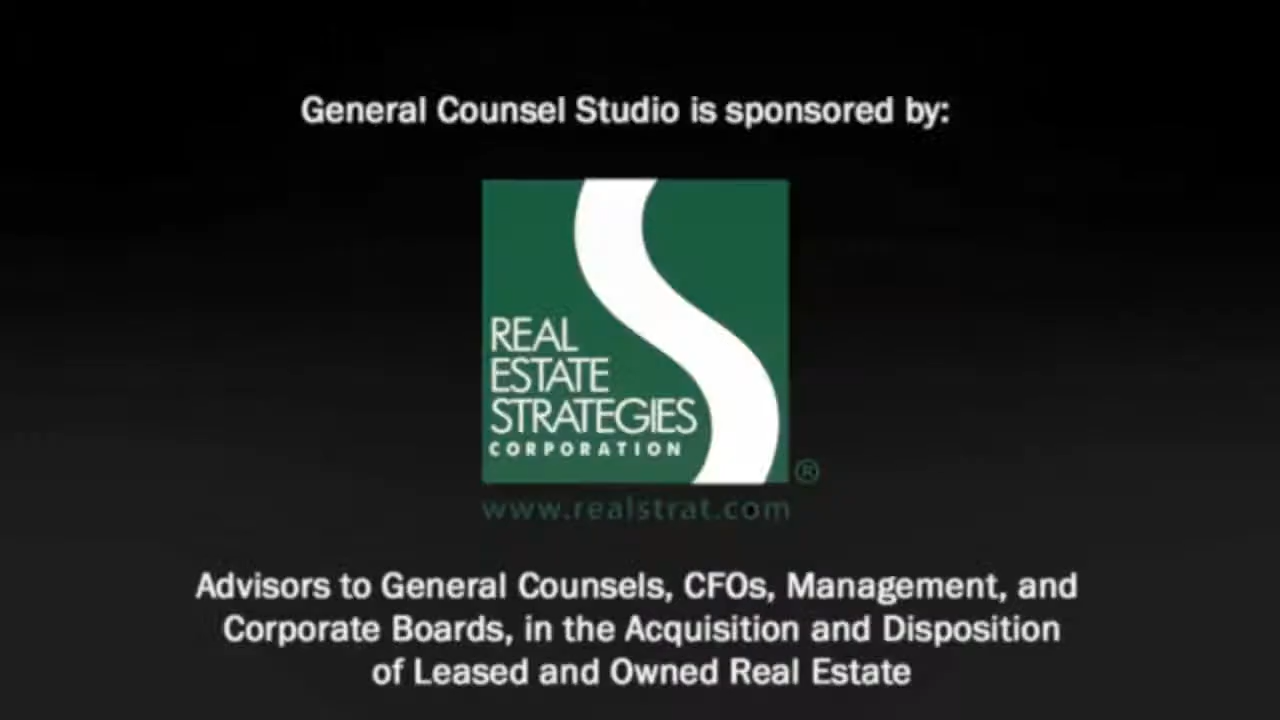 General Counsel Studio is sponsored by:
REAL
ESTATE
STRATEGIES
CORPORATION
®
www.realstrat.com
Advisors to General Counsels, CFOs, Management, and
Corporate Boards, in the Acquisition and Disposition
of Leased and Owned Real Estate